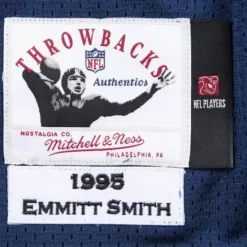 THROWBACKS
NFL
Authentics
NOSTALGIA CO.
Mitchell & Ness
PHILADELPHIA, PA
NFL PLAYERS
1995
EMMITT SMITH